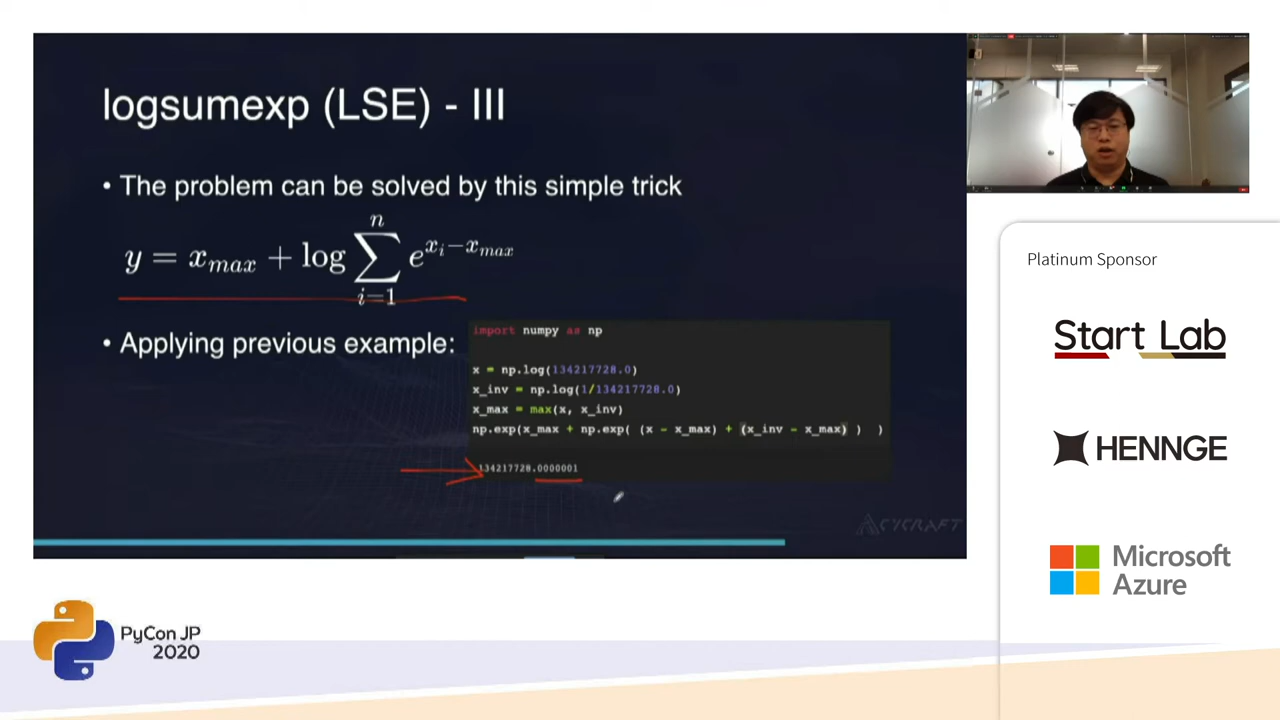 logsumexp (LSE) - III
• The problem can be solved by this simple trick
y = x_max + log ∑_{i=1}^{n} e^{x_i−x_max}
• Applying previous example:
import numpy as np
x = np.log(134217728.0)
x_inv = np.log(1/134217728.0)
x_max = max(x, x_inv)
np.exp(x_max + np.exp( (x - x_max) + (x_inv - x_max) ) )
134217728.0000001
CYCRAFT
Platinum Sponsor
Start Lab
HENNGE
Microsoft
Azure
PyCon JP
2020